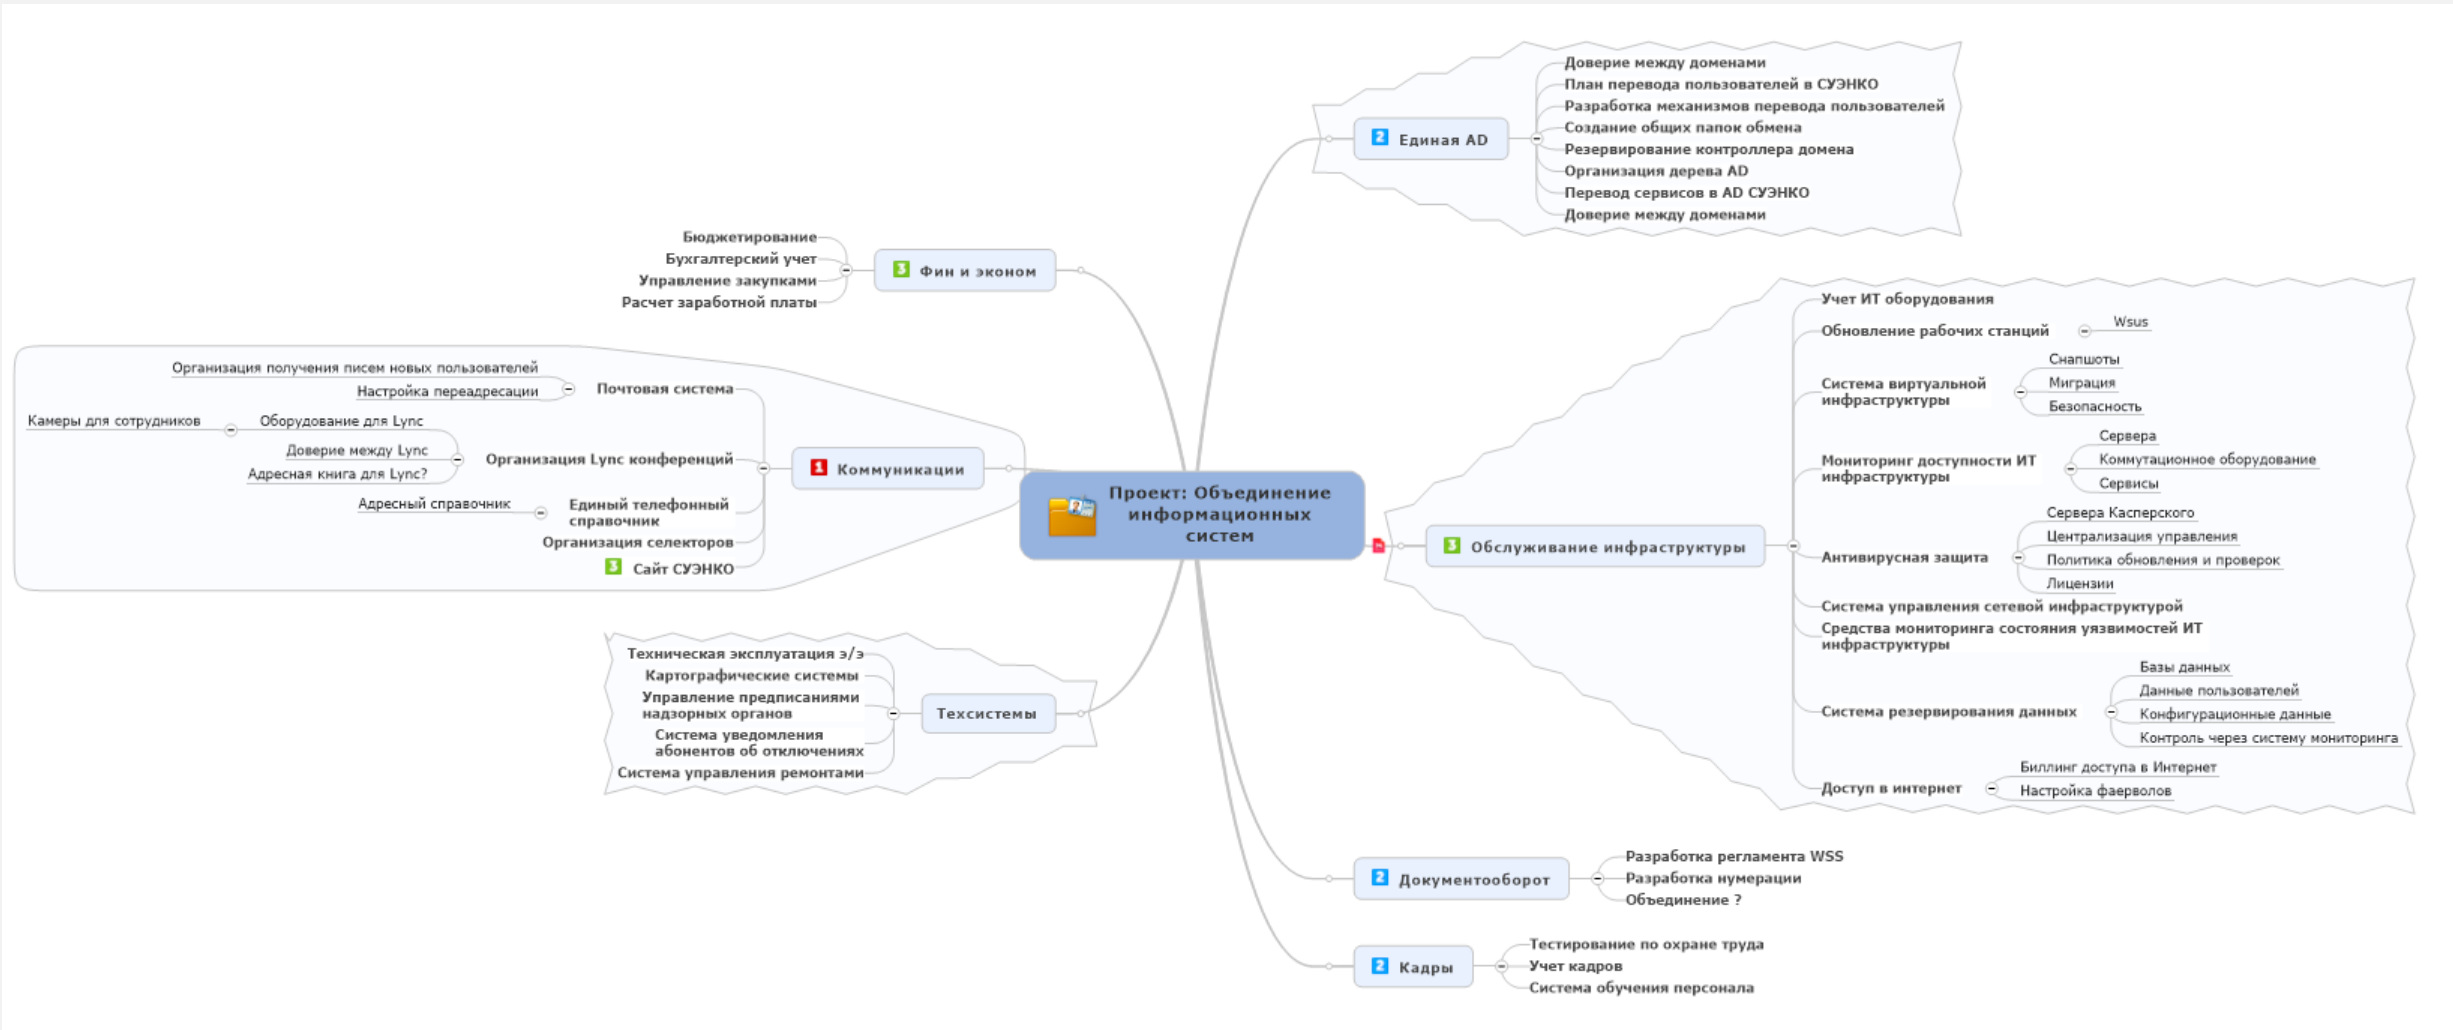 Проект: Объединение
информационных
систем
2 Единая AD
Доверие между доменами
План перевода пользователей в СУЭНКО
Разработка механизмов перевода пользователей
Создание общих папок обмена
Резервирование контроллера домена
Организация дерева AD
Перевод сервисов в AD СУЭНКО
Доверие между доменами
3 Обслуживание инфраструктуры
Учет ИТ оборудования
Обновление рабочих станций
Wsus
Система виртуальной
инфраструктуры
Снапшоты
Миграция
Безопасность
Мониторинг доступности ИТ
инфраструктуры
Сервера
Коммутационное оборудование
Сервисы
Антивирусная защита
Сервера Касперского
Централизация управления
Политика обновления и проверок
Лицензии
Система управления сетевой инфраструктурой
Средства мониторинга состояния уязвимостей ИТ
инфраструктуры
Система резервирования данных
Базы данных
Данные пользователей
Конфигурационные данные
Контроль через систему мониторинга
Доступ в интернет
Биллинг доступа в Интернет
Настройка фаерволов
2 Документооборот
Разработка регламента WSS
Разработка нумерации
Объединение ?
2 Кадры
Тестирование по охране труда
Учет кадров
Система обучения персонала
3 Фин и эконом
Бюджетирование
Бухгалтерский учет
Управление закупками
Расчет заработной платы
1 Коммуникации
Почтовая система
Организация получения писем новых пользователей
Настройка переадресации
Организация Lync конференций
Оборудование для Lync
Камеры для сотрудников
Доверие между Lync
Адресная книга для Lync?
Единый телефонный
справочник
Адресный справочник
Организация селекторов
3 Сайт СУЭНКО
Техсистемы
Техническая эксплуатация э/э
Картографические системы
Управление предписаниями
надзорных органов
Система уведомления
абонентов об отключениях
Система управления ремонтами